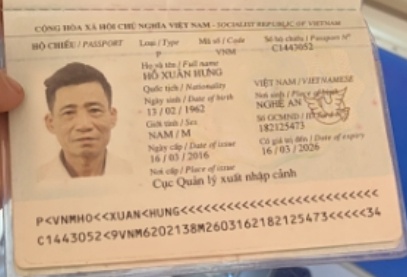 CỘNG HÒA XÃ HỘI CHỦ NGHĨA VIỆT NAM - SOCIALIST REPUBLIC OF VIETNAM
HỘ CHIẾU / PASSPORT Loại / Type Mã số / Code Số hộ chiếu / Passport Nº
P VNM C1443052
Họ và tên / Full name
HỒ XUÂN HƯNG
Quốc tịch / Nationality VIỆT NAM / VIETNAMESE
Ngày sinh / Date of birth Nơi sinh / Place of birth
13 / 02 / 1962 NGHỆ AN
Giới tính / Sex Số GCMND /
NAM / M 182125473
Ngày cấp / Date of issue Có giá trị đến / Date of expiry
16 / 03 / 2016 16 / 03 / 2026
Nơi cấp / Place of issue
Cục Quản lý xuất nhập cảnh
P<VNMHO<<XUAN<HUNG<<<<<<<<<<<<<<<<<<<<<<<<<<
C1443052<9VNM6202138M2603162182125473<<<<<34